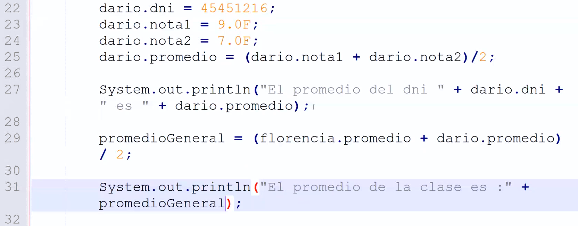 22 dario.dni = 45451216;
23 dario.nota1 = 9.0F;
24 dario.nota2 = 7.0F;
25 dario.promedio = (dario.nota1 + dario.nota2)/2;
26
27 System.out.println("El promedio del dni " + dario.dni +
" es " + dario.promedio);
28
29 promedioGeneral = (florencia.promedio + dario.promedio)
/ 2;
30
31 System.out.println("El promedio de la clase es :" +
promedioGeneral);
32